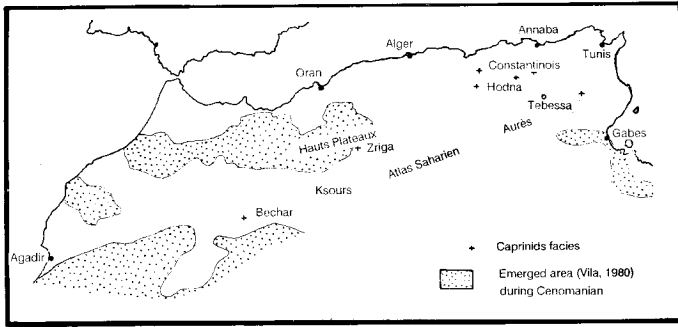 Annaba
Alger
Tunis
Constantinois
Oran
Hodna
Tebessa
Aurès
Gabes
Hauts Plateaux
Zriga
Atlas Saharien
Ksours
Bechar
Agadir
+ Caprinids facies
Emerged area (Vila, 1980)
during Cenomanian